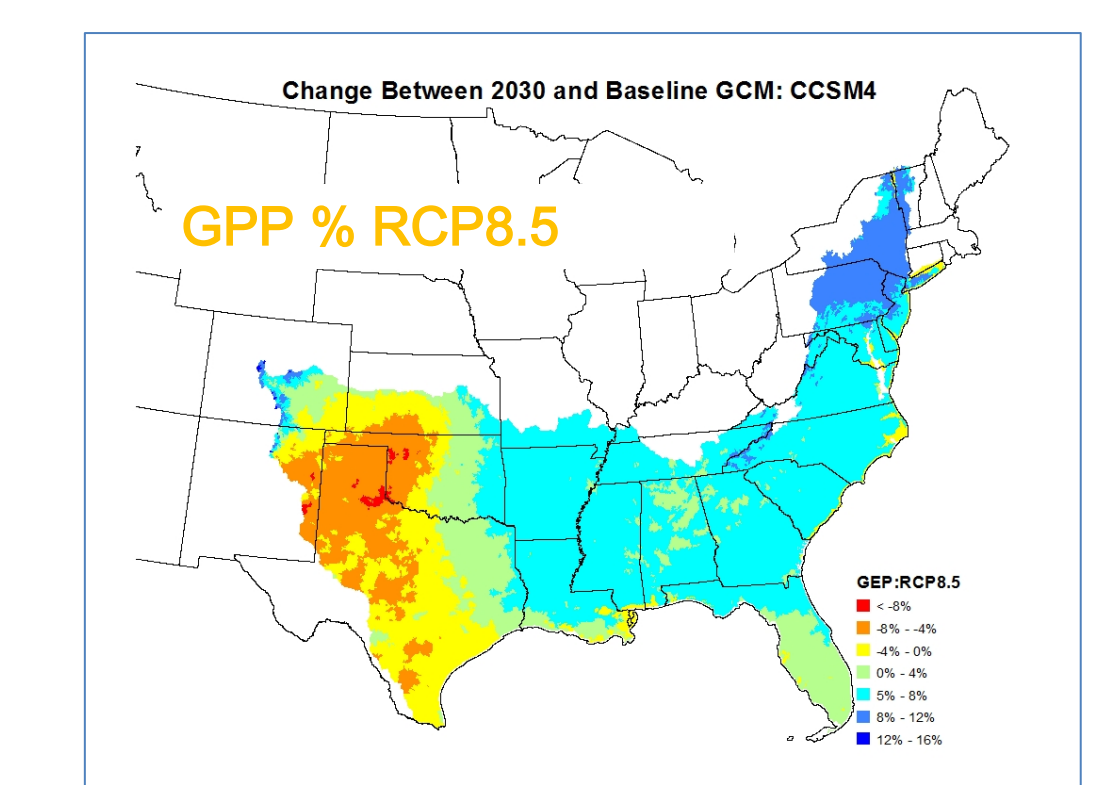 Change Between 2030 and Baseline GCM: CCSM4
GPP % RCP8.5
GEP:RCP8.5
< -8%
-8% - -4%
-4% - 0%
0% - 4%
5% - 8%
8% - 12%
12% - 16%